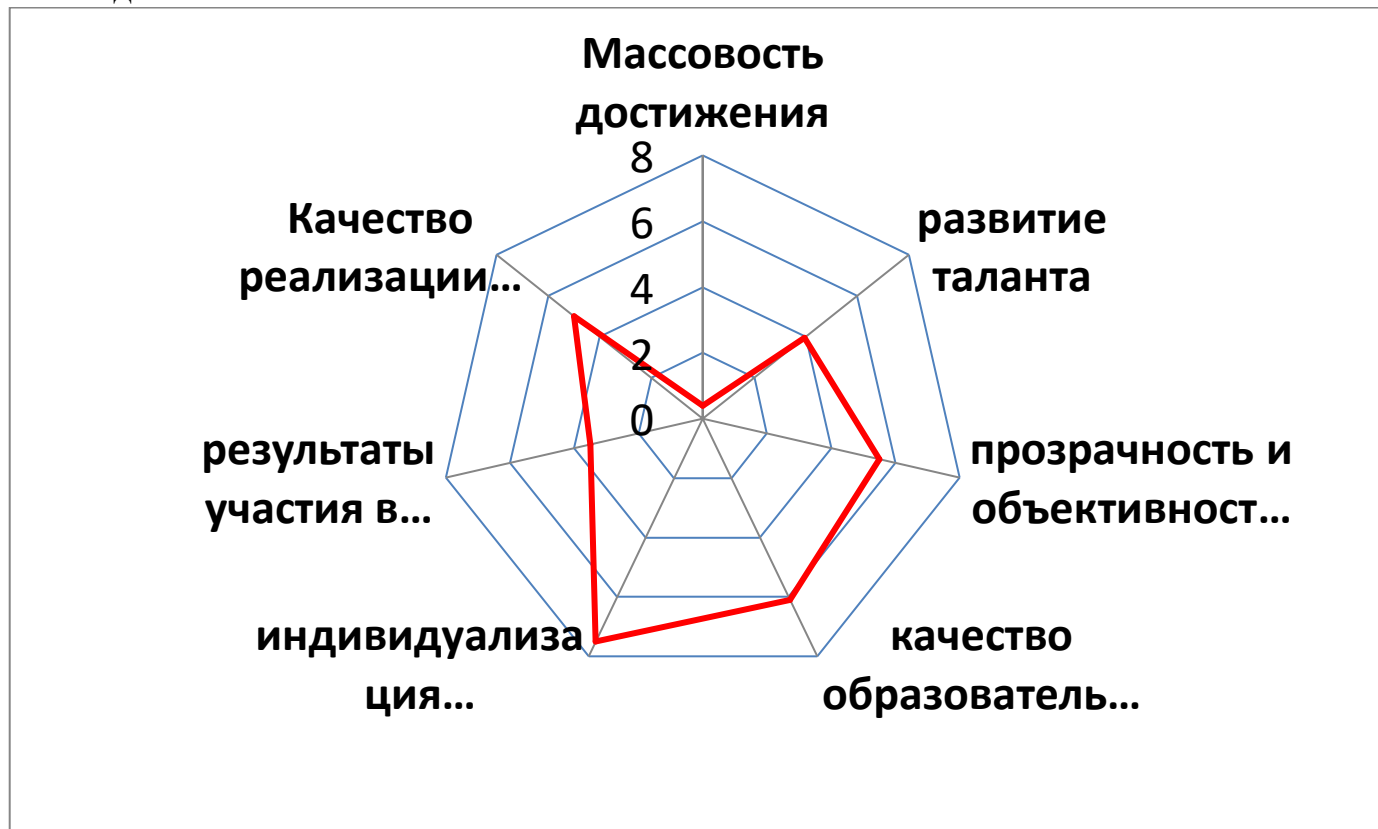 Массовость
достижения
8
6
4
2
0
развитие
таланта
прозрачность и
объективност...
качество
образователь...
индивидуализа
ция...
результаты
участия в...
Качество
реализации...